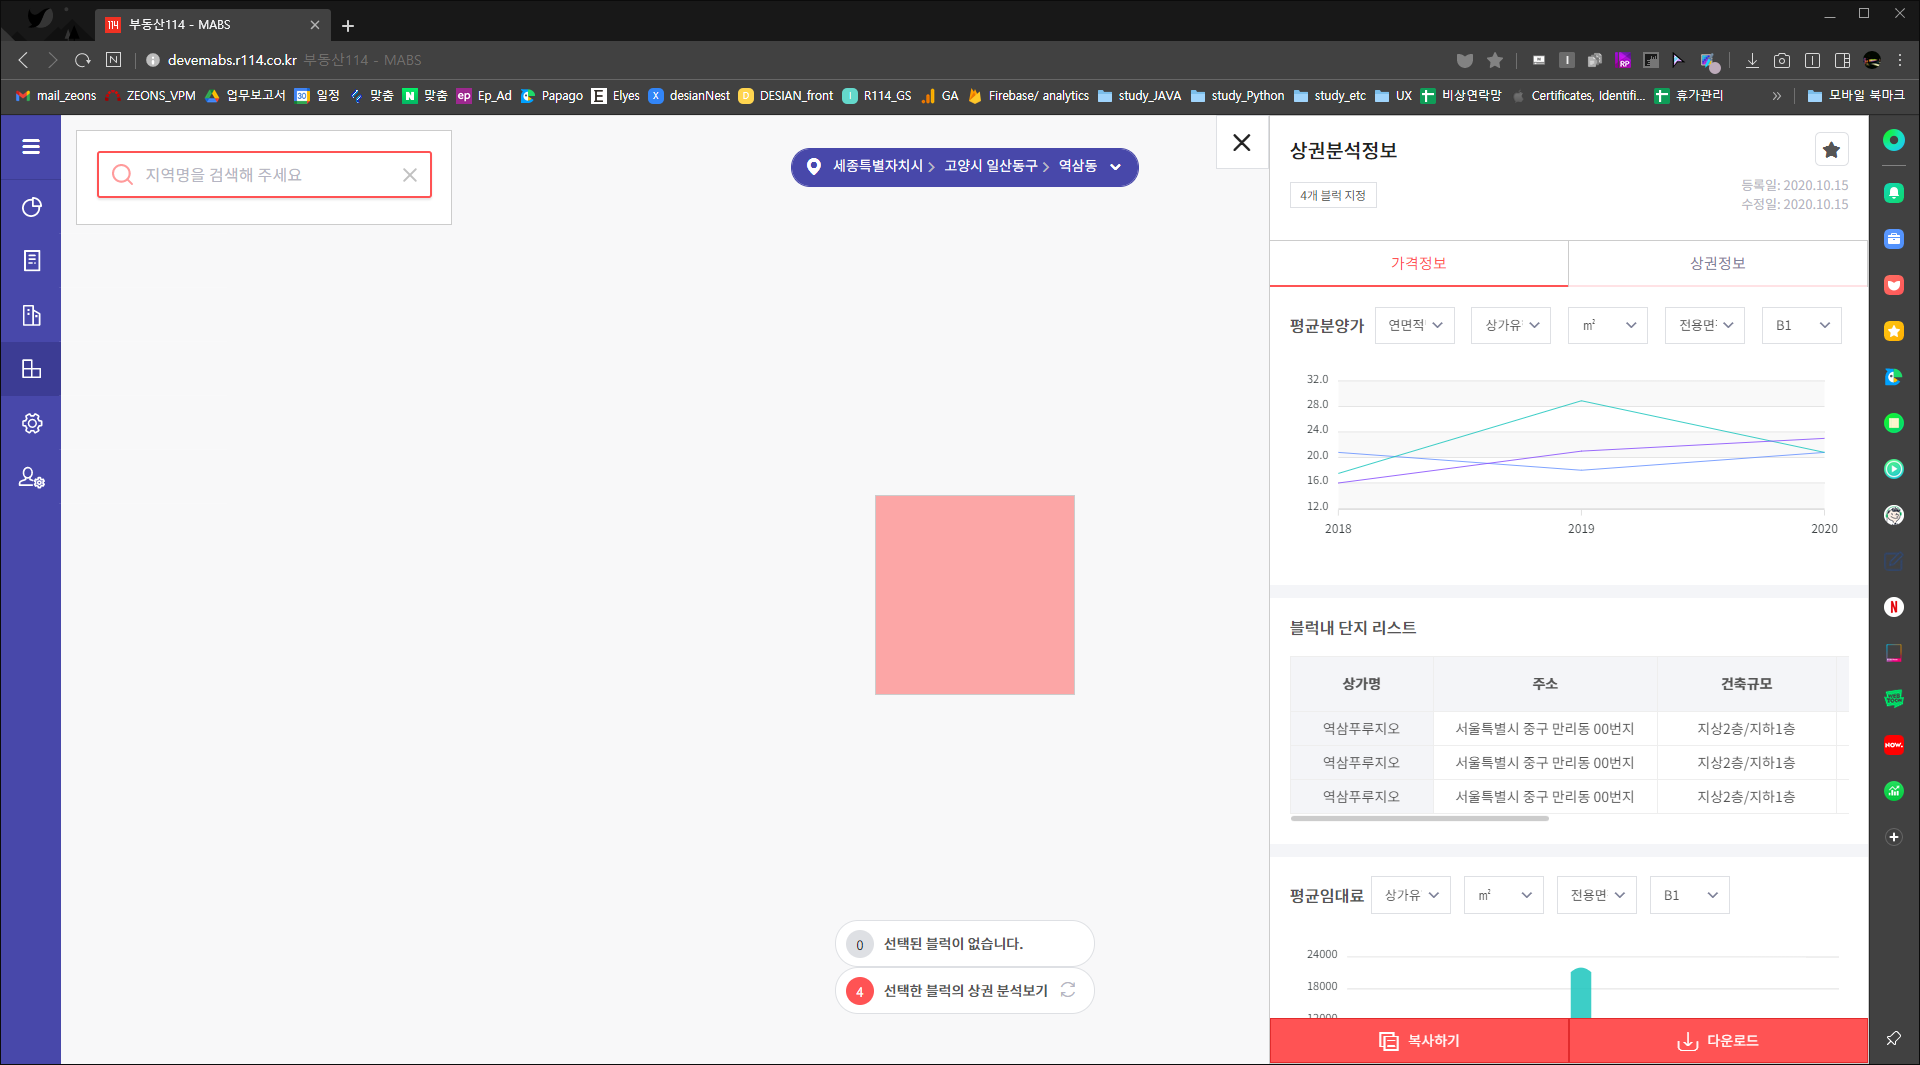 114 부동산114 - MABS
devemabs.r114.co.kr 부동산114 - MABS
mail_zeons ZEONS_VPM 업무보고서 30 일정 맞춤 N 맞춤 ep Ep_Ad Papago E Elyes X desianNest D DESIAN_front I R114_GS GA Firebase/ analytics study_JAVA study_Python study_etc UX 비상연락망 Certificates, Identifi... 휴가관리 » 모바일 북마크
지역명을 검색해 주세요
세종특별자치시 고양시 일산동구 역삼동
0 선택된 블럭이 없습니다.
4 선택한 블럭의 상권 분석보기
상권분석정보
4개 블럭 지정
등록일: 2020.10.15
수정일: 2020.10.15
가격정보 상권정보
평균분양가 연면적 상가유 ㎡ 전용면 B1
32.0
28.0
24.0
20.0
16.0
12.0
2018 2019 2020
블럭내 단지 리스트
상가명 주소 건축규모
역삼푸루지오 서울특별시 중구 만리동 00번지 지상2층/지하1층
역삼푸루지오 서울특별시 중구 만리동 00번지 지상2층/지하1층
역삼푸루지오 서울특별시 중구 만리동 00번지 지상2층/지하1층
평균임대료 상가유 ㎡ 전용면 B1
24000
18000
12000
복사하기 다운로드
N
WEB TOON
NOW.